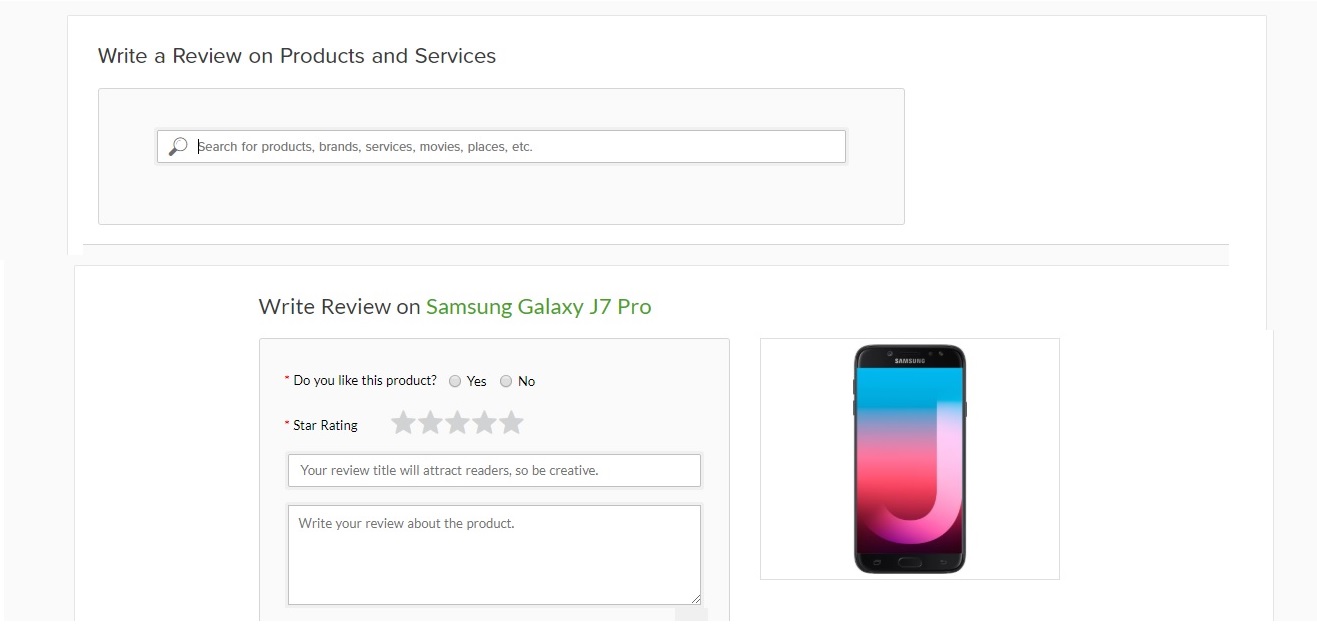 Write a Review on Products and Services
Search for products, brands, services, movies, places, etc.
Write Review on Samsung Galaxy J7 Pro
* Do you like this product? Yes No
* Star Rating
Your review title will attract readers, so be creative.
Write your review about the product.
SAMSUNG